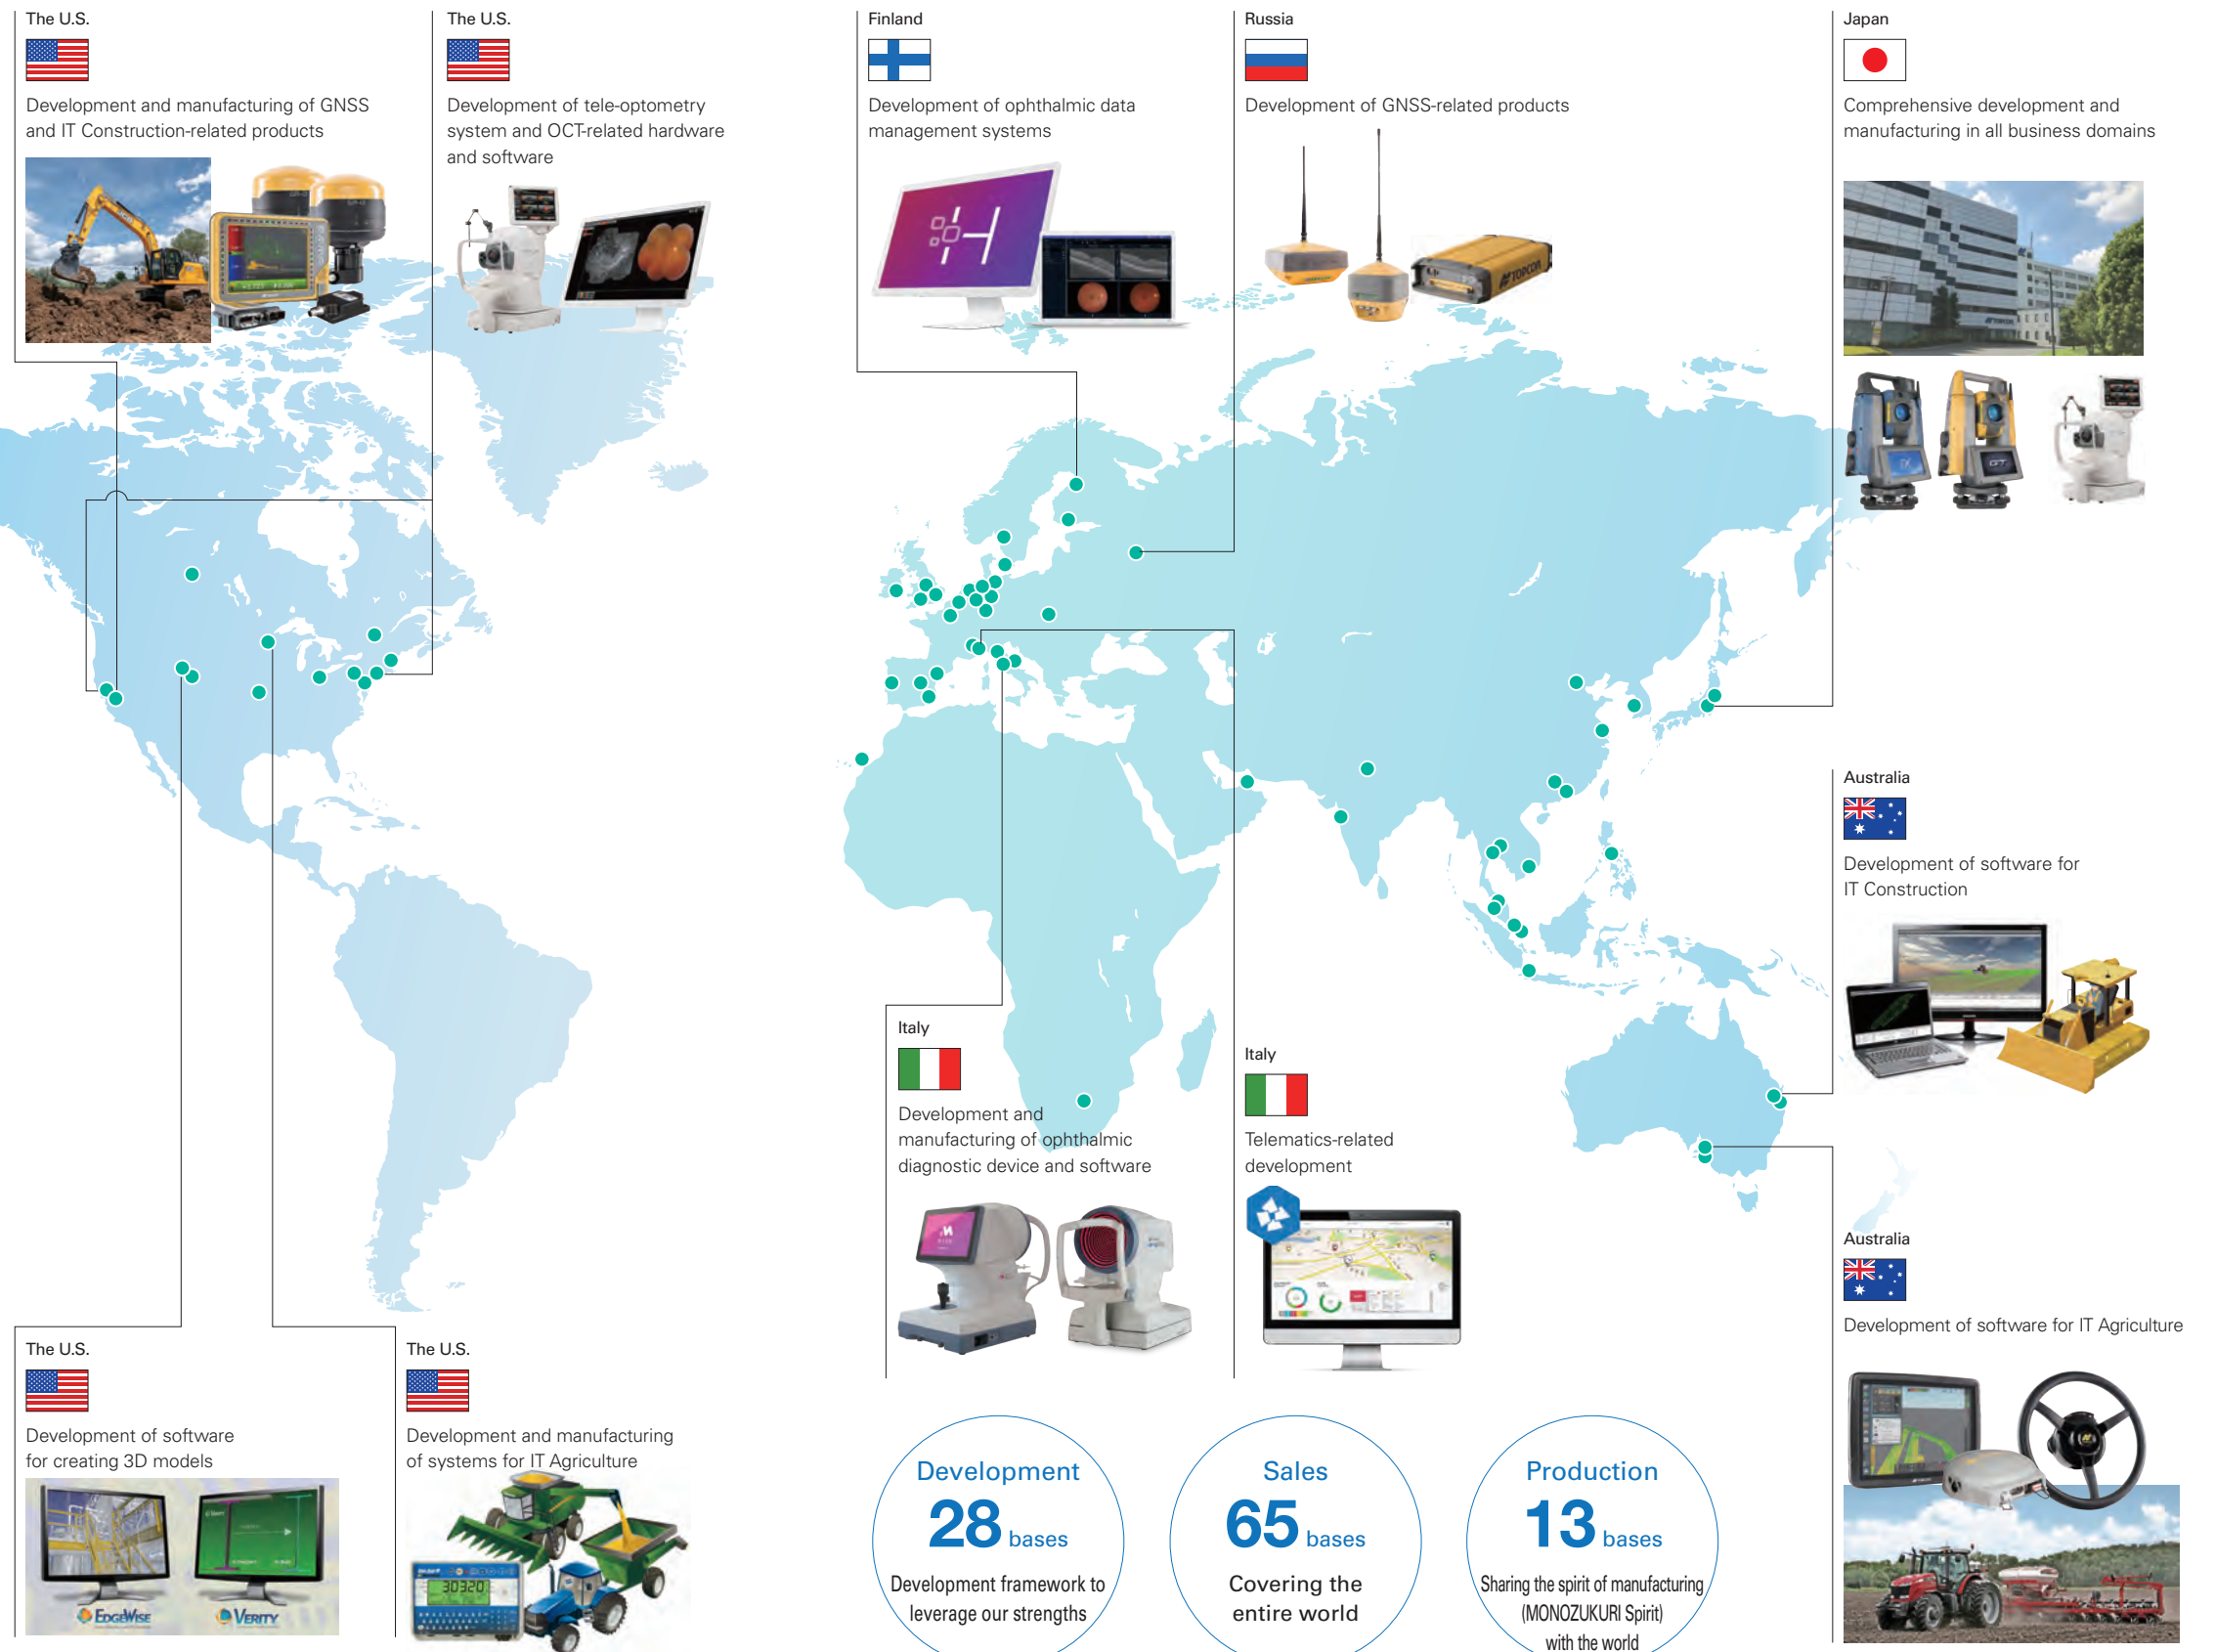 The U.S.
Development and manufacturing of GNSS
and IT Construction-related products
The U.S.
Development of tele-optometry
system and OCT-related hardware
and software
Finland
Development of ophthalmic data
management systems
Russia
Development of GNSS-related products
TOPCON
Japan
Comprehensive development and
manufacturing in all business domains
TOPCON
Australia
Development of software for
IT Construction
Italy
Development and
manufacturing of ophthalmic
diagnostic device and software
Italy
Telematics-related
development
Australia
Development of software for IT Agriculture
The U.S.
Development of software
for creating 3D models
EDGEWISE
VERITY
The U.S.
Development and manufacturing
of systems for IT Agriculture
30320
Development
28 bases
Development framework to
leverage our strengths
Sales
65 bases
Covering the
entire world
Production
13 bases
Sharing the spirit of manufacturing
(MONOZUKURI Spirit)
with the world